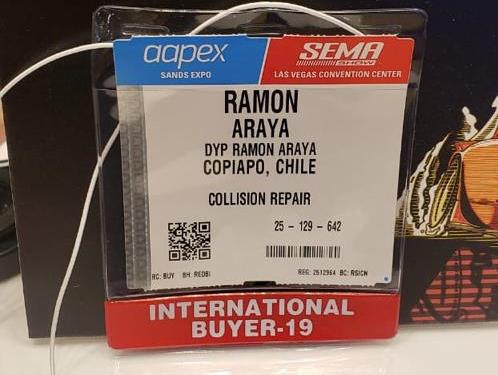 aapex
SANDS EXPO
SEMA
SHOW
LAS VEGAS CONVENTION CENTER
RAMON
ARAYA
DYP RAMON ARAYA
COPIAPO, CHILE
COLLISION REPAIR
25 - 129 - 642
RC: BUY BH: REDBI
REG: 2512964 BC: RSICN
INTERNATIONAL
BUYER-19